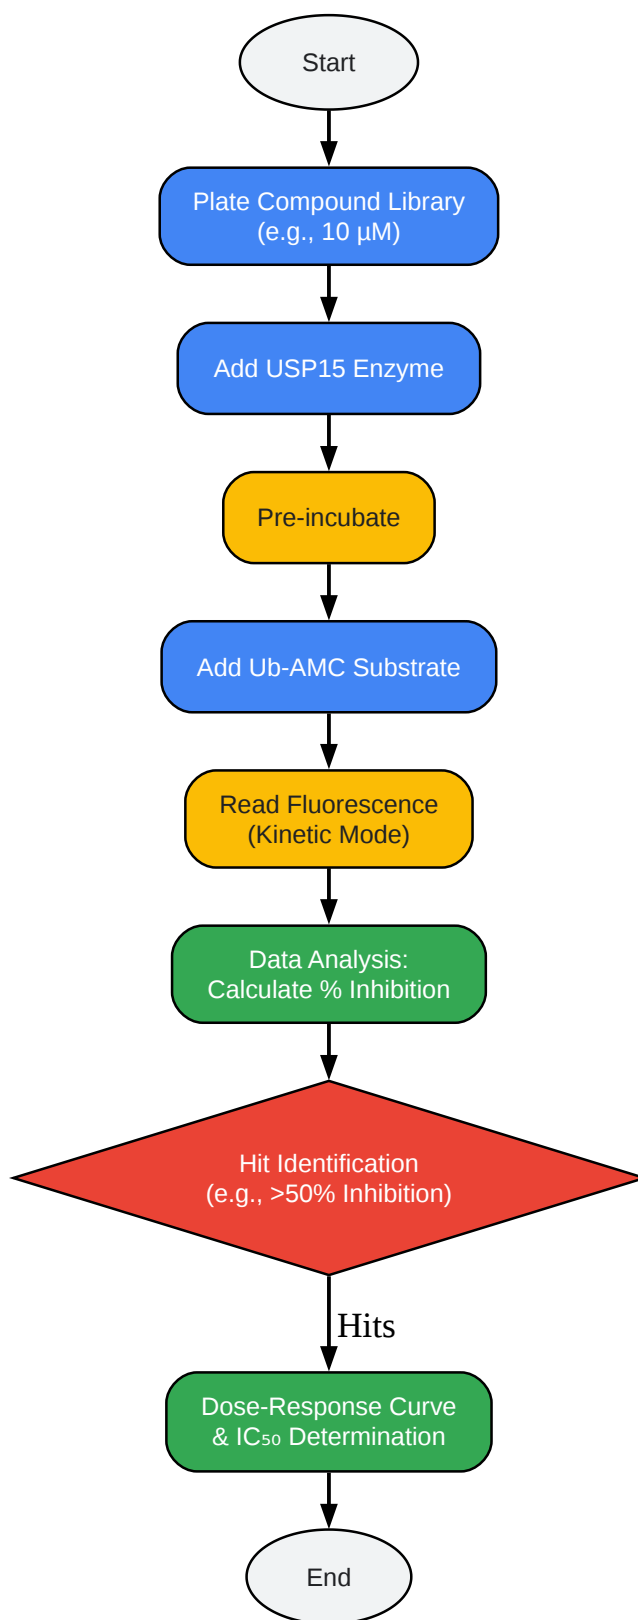 Start
Plate Compound Library
(e.g., 10 µM)
Add USP15 Enzyme
Pre-incubate
Add Ub-AMC Substrate
Read Fluorescence
(Kinetic Mode)
Data Analysis:
Calculate % Inhibition
Hit Identification
(e.g., >50% Inhibition)
Hits
Dose-Response Curve
& IC₅₀ Determination
End